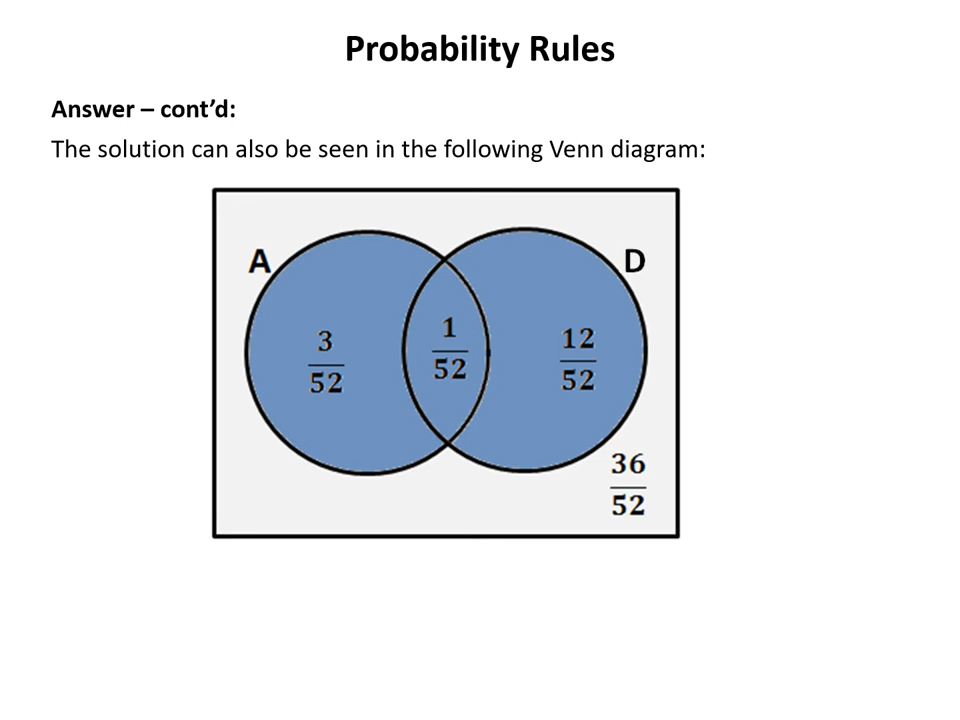 Probability Rules
Answer – cont’d:
The solution can also be seen in the following Venn diagram:
A
D
3
52
1
52
12
52
36
52